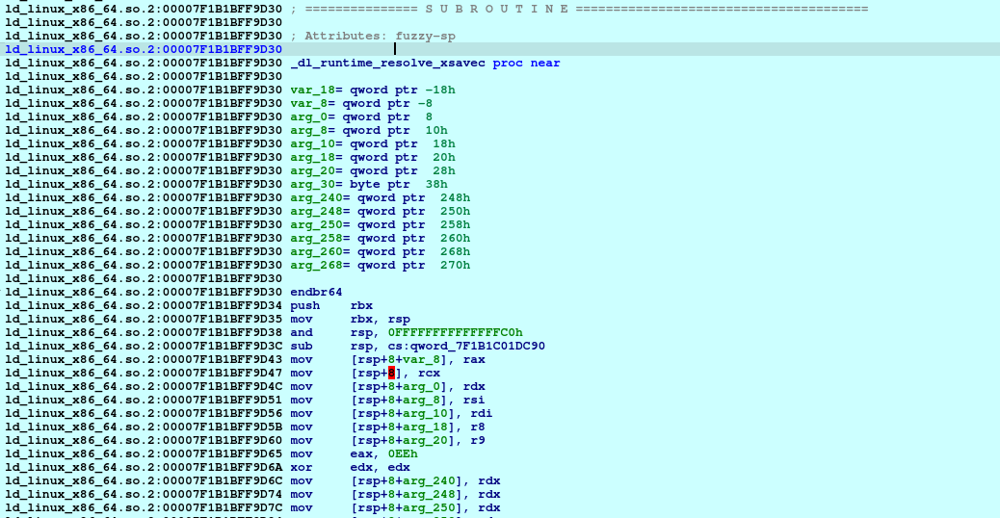 ld_linux_x86_64.so.2:00007F1B1BFF9D30 ; =============== S U B R O U T I N E =======================================
ld_linux_x86_64.so.2:00007F1B1BFF9D30
ld_linux_x86_64.so.2:00007F1B1BFF9D30 ; Attributes: fuzzy-sp
ld_linux_x86_64.so.2:00007F1B1BFF9D30
ld_linux_x86_64.so.2:00007F1B1BFF9D30 _dl_runtime_resolve_xsavec proc near
ld_linux_x86_64.so.2:00007F1B1BFF9D30
ld_linux_x86_64.so.2:00007F1B1BFF9D30 var_18= qword ptr -18h
ld_linux_x86_64.so.2:00007F1B1BFF9D30 var_8= qword ptr -8
ld_linux_x86_64.so.2:00007F1B1BFF9D30 arg_0= qword ptr  8
ld_linux_x86_64.so.2:00007F1B1BFF9D30 arg_8= qword ptr  10h
ld_linux_x86_64.so.2:00007F1B1BFF9D30 arg_10= qword ptr  18h
ld_linux_x86_64.so.2:00007F1B1BFF9D30 arg_18= qword ptr  20h
ld_linux_x86_64.so.2:00007F1B1BFF9D30 arg_20= qword ptr  28h
ld_linux_x86_64.so.2:00007F1B1BFF9D30 arg_30= byte ptr  38h
ld_linux_x86_64.so.2:00007F1B1BFF9D30 arg_240= qword ptr  248h
ld_linux_x86_64.so.2:00007F1B1BFF9D30 arg_248= qword ptr  250h
ld_linux_x86_64.so.2:00007F1B1BFF9D30 arg_250= qword ptr  258h
ld_linux_x86_64.so.2:00007F1B1BFF9D30 arg_258= qword ptr  260h
ld_linux_x86_64.so.2:00007F1B1BFF9D30 arg_260= qword ptr  268h
ld_linux_x86_64.so.2:00007F1B1BFF9D30 arg_268= qword ptr  270h
ld_linux_x86_64.so.2:00007F1B1BFF9D30
ld_linux_x86_64.so.2:00007F1B1BFF9D30 endbr64
ld_linux_x86_64.so.2:00007F1B1BFF9D34 push    rbx
ld_linux_x86_64.so.2:00007F1B1BFF9D35 mov     rbx, rsp
ld_linux_x86_64.so.2:00007F1B1BFF9D38 and     rsp, 0FFFFFFFFFFFFFFC0h
ld_linux_x86_64.so.2:00007F1B1BFF9D3C sub     rsp, cs:qword_7F1B1C01DC90
ld_linux_x86_64.so.2:00007F1B1BFF9D43 mov     [rsp+8+var_8], rax
ld_linux_x86_64.so.2:00007F1B1BFF9D47 mov     [rsp+8], rcx
ld_linux_x86_64.so.2:00007F1B1BFF9D4C mov     [rsp+8+arg_0], rdx
ld_linux_x86_64.so.2:00007F1B1BFF9D51 mov     [rsp+8+arg_8], rsi
ld_linux_x86_64.so.2:00007F1B1BFF9D56 mov     [rsp+8+arg_10], rdi
ld_linux_x86_64.so.2:00007F1B1BFF9D5B mov     [rsp+8+arg_18], r8
ld_linux_x86_64.so.2:00007F1B1BFF9D60 mov     [rsp+8+arg_20], r9
ld_linux_x86_64.so.2:00007F1B1BFF9D65 mov     eax, 0EEh
ld_linux_x86_64.so.2:00007F1B1BFF9D6A xor     edx, edx
ld_linux_x86_64.so.2:00007F1B1BFF9D6C mov     [rsp+8+arg_240], rdx
ld_linux_x86_64.so.2:00007F1B1BFF9D74 mov     [rsp+8+arg_248], rdx
ld_linux_x86_64.so.2:00007F1B1BFF9D7C mov     [rsp+8+arg_250], rdx